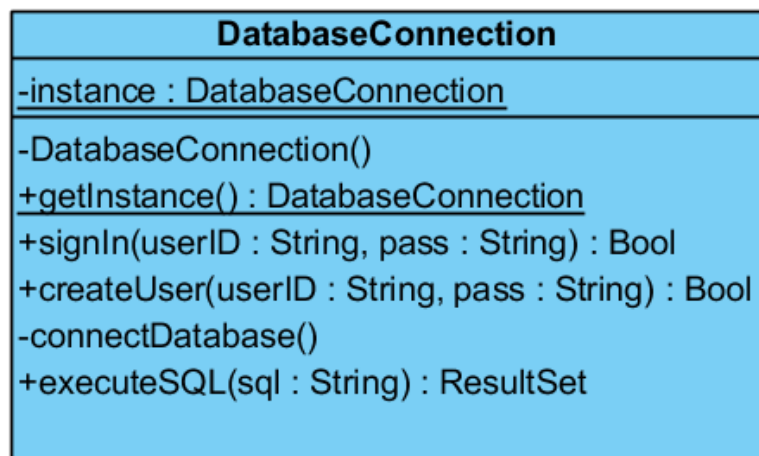 DatabaseConnection
-instance : DatabaseConnection
-DatabaseConnection()
+getInstance() : DatabaseConnection
+signIn(userID : String, pass : String) : Bool
+createUser(userID : String, pass : String) : Bool
-connectDatabase()
+executeSQL(sql : String) : ResultSet